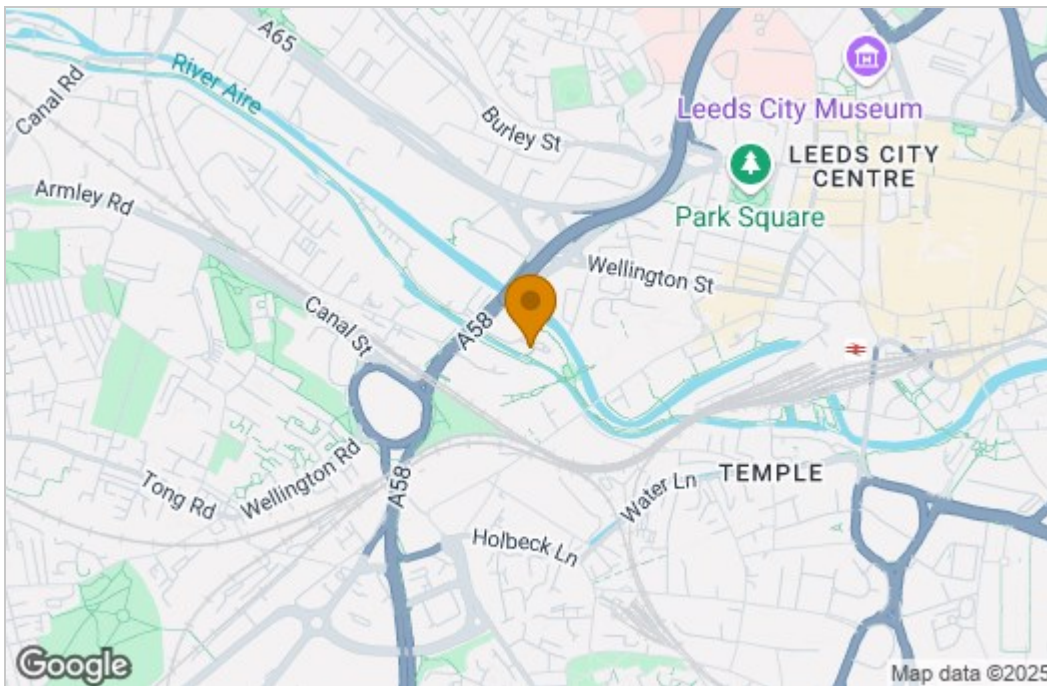 A65
Canal Rd
River Aire
Burley St
Leeds City Museum
LEEDS CITY
CENTRE
Armley Rd
Park Square
Wellington St
Canal St
A58
Wellington Rd
Tong Rd
A58
TEMPLE
Water Ln
Holbeck Ln
Google
Map data ©2025